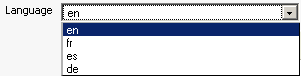 Language en
en
fr
es
de